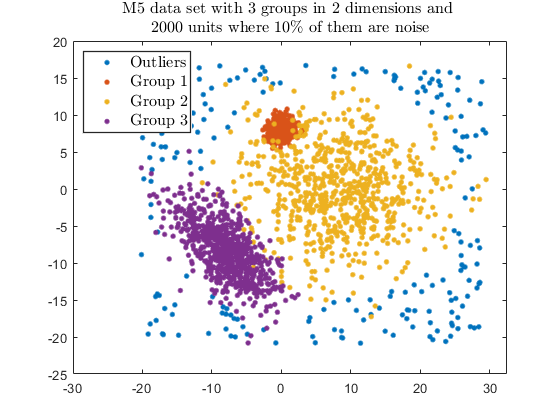 M5 data set with 3 groups in 2 dimensions and
2000 units where 10% of them are noise
20
15
10
5
0
-5
-10
-15
-20
-25
Outliers
Group 1
Group 2
Group 3
-30 -20 -10 0 10 20 30